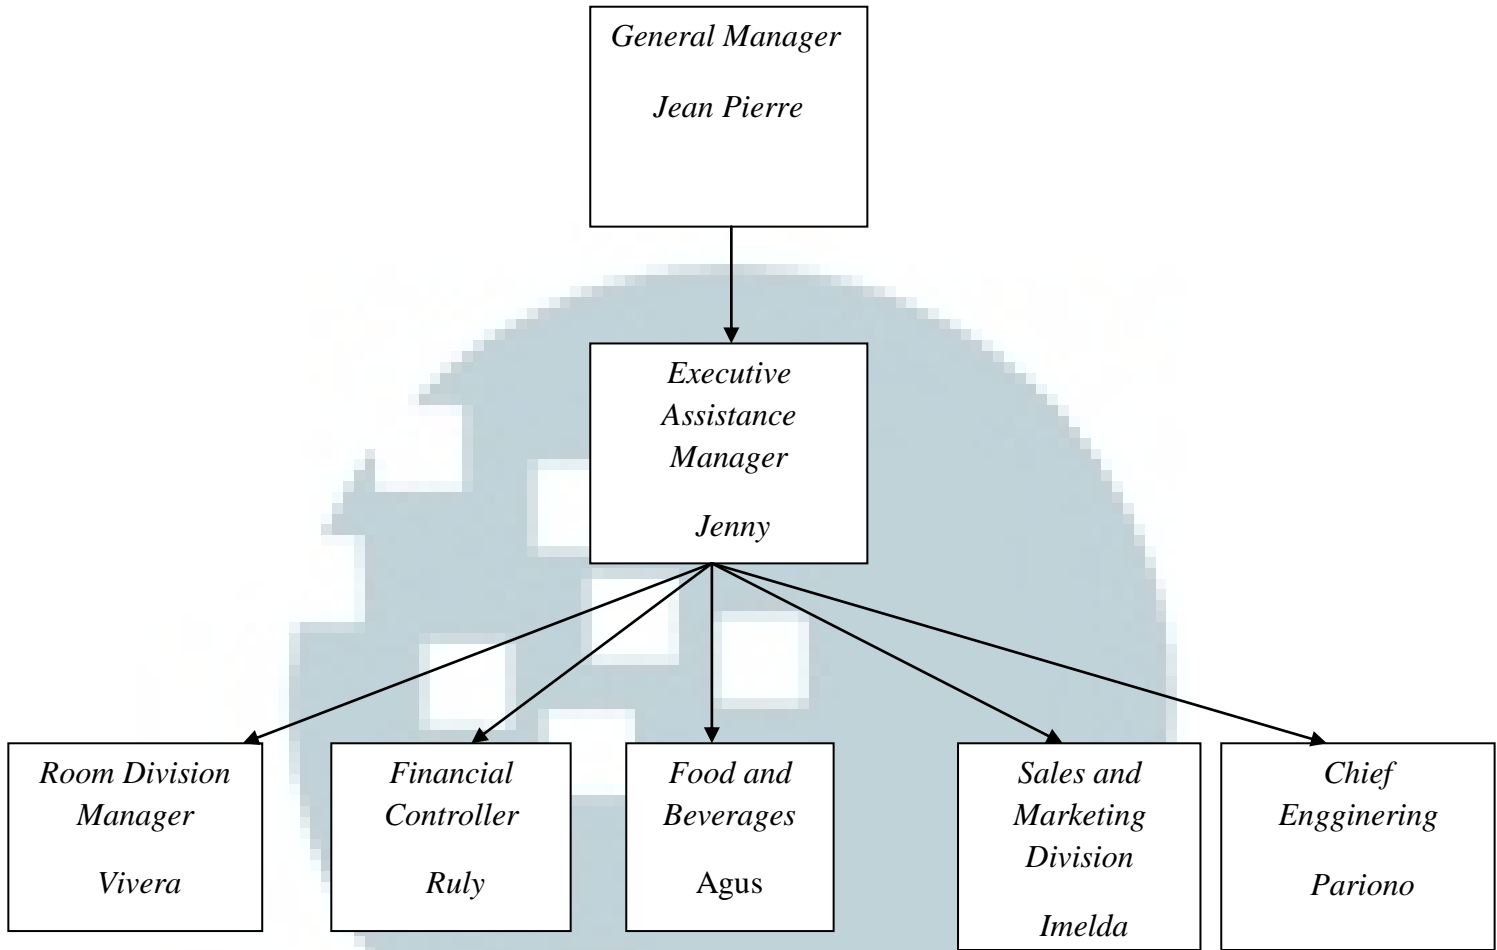 General Manager
Jean Pierre
Executive
Assistance
Manager
Jenny
Room Division
Manager
Vivera
Financial
Controller
Ruly
Food and
Beverages
Agus
Sales and
Marketing
Division
Imelda
Chief
Engginering
Pariono